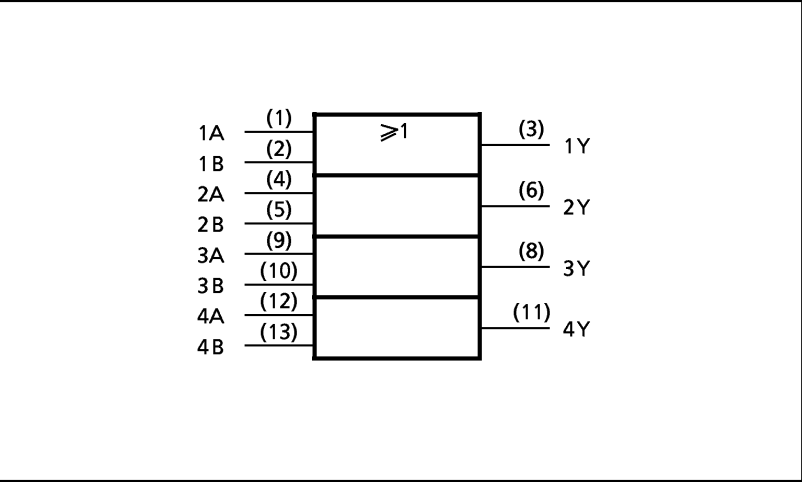 (1)
1A
⩾1
(3)
1Y
(2)
1B
(4)
2A
(6)
2Y
(5)
2B
(9)
3A
(8)
3Y
(10)
3B
(12)
4A
(11)
4Y
(13)
4B